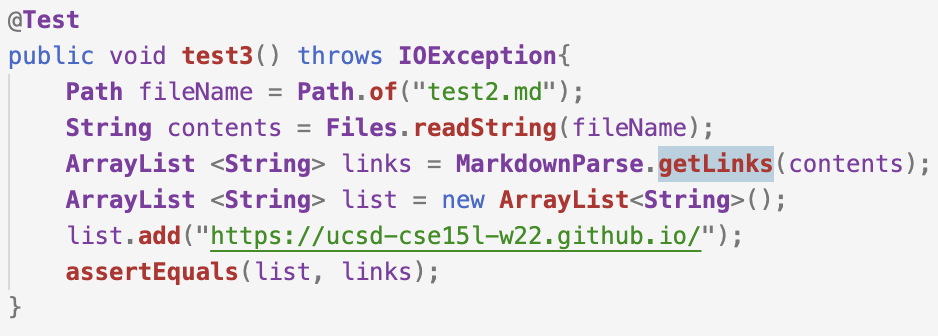 @Test
public void test3() throws IOException{
    Path fileName = Path.of("test2.md");
    String contents = Files.readString(fileName);
    ArrayList <String> links = MarkdownParse.getLinks(contents);
    ArrayList <String> list = new ArrayList<String>();
    list.add("https://ucsd-cse15l-w22.github.io/");
    assertEquals(list, links);
}